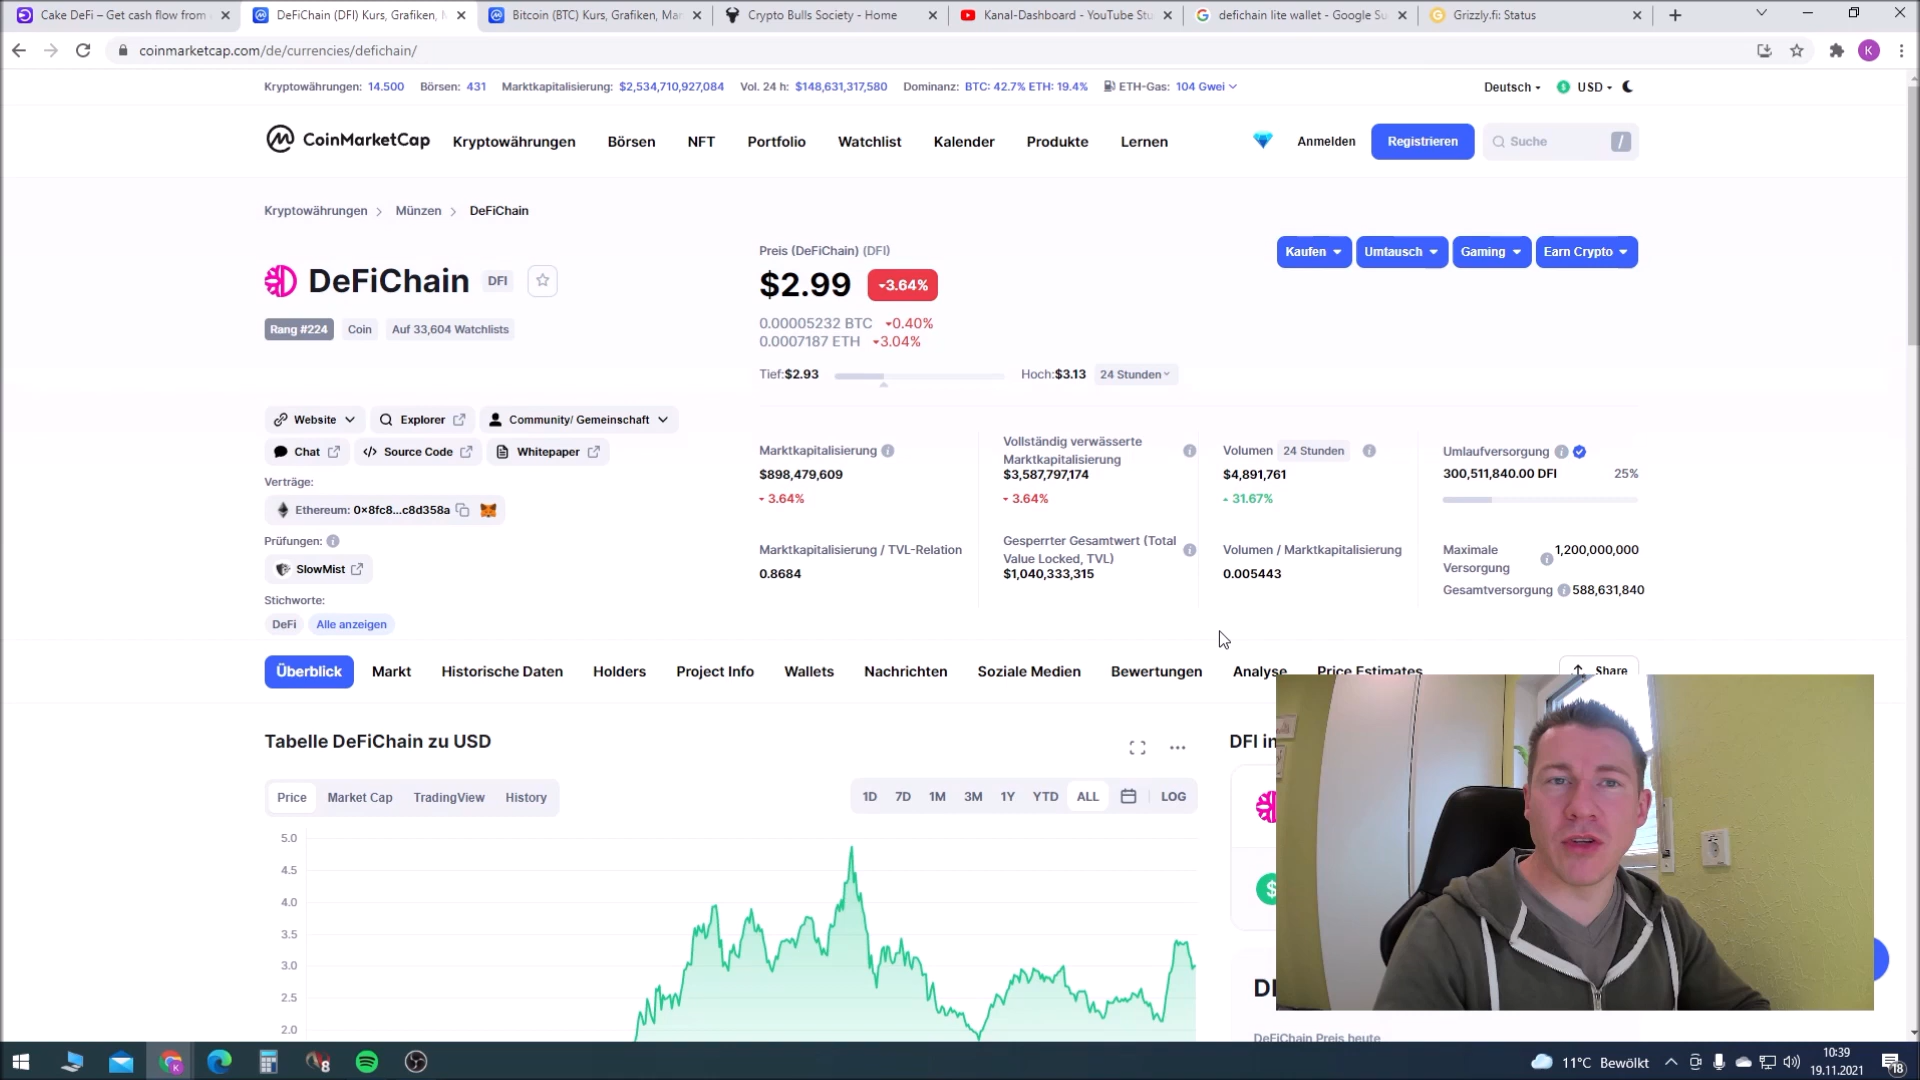 Cake DeFi – Get cash flow from
DeFiChain (DFI) Kurs, Grafiken,
Bitcoin (BTC) Kurs, Grafiken, Mar
Crypto Bulls Society - Home
Kanal-Dashboard - YouTube Stu
defichain lite wallet - Google Su
Grizzly.fi: Status
coinmarketcap.com/de/currencies/defichain/
K
Kryptowährungen: 14.500 Börsen: 431 Marktkapitalisierung: $2,534,710,927,084 Vol. 24 h: $148,631,317,580 Dominanz: BTC: 42.7% ETH: 19.4% ETH-Gas: 104 Gwei
Deutsch USD
CoinMarketCap Kryptowährungen Börsen NFT Portfolio Watchlist Kalender Produkte Lernen Anmelden Registrieren Suche /
Kryptowährungen > Münzen > DeFiChain
Preis (DeFiChain) (DFI)
Kaufen Umtausch Gaming Earn Crypto
DeFiChain DFI
$2.99 3.64%
0.00005232 BTC 0.40%
Rang #224 Coin Auf 33,604 Watchlists
0.0007187 ETH 3.04%
Tief:$2.93 Hoch:$3.13 24 Stunden
Website Explorer Community/ Gemeinschaft
Chat </> Source Code Whitepaper
Verträge:
Ethereum: 0x8fc8...c8d358a
Prüfungen:
SlowMist
Stichworte:
DeFi Alle anzeigen
Marktkapitalisierung
$898,479,609
3.64%
Vollständig verwässerte
Marktkapitalisierung
$3,587,797,174
3.64%
Volumen 24 Stunden
$4,891,761
31.67%
Umlaufversorgung
300,511,840.00 DFI 25%
Marktkapitalisierung / TVL-Relation
0.8684
Gesperrter Gesamtwert (Total
Value Locked, TVL)
$1,040,333,315
Volumen / Marktkapitalisierung
0.005443
Maximale
Versorgung
1,200,000,000
Gesamtversorgung 588,631,840
Überblick Markt Historische Daten Holders Project Info Wallets Nachrichten Soziale Medien Bewertungen Analyse Price Estimates Share
Tabelle DeFiChain zu USD
DFI in
Price Market Cap TradingView History
1D 7D 1M 3M 1Y YTD ALL LOG
5.0
4.5
4.0
3.5
3.0
2.5
2.0
$
DeFiChain Preis heute
8
11°C Bewölkt
10:39
19.11.2021
18